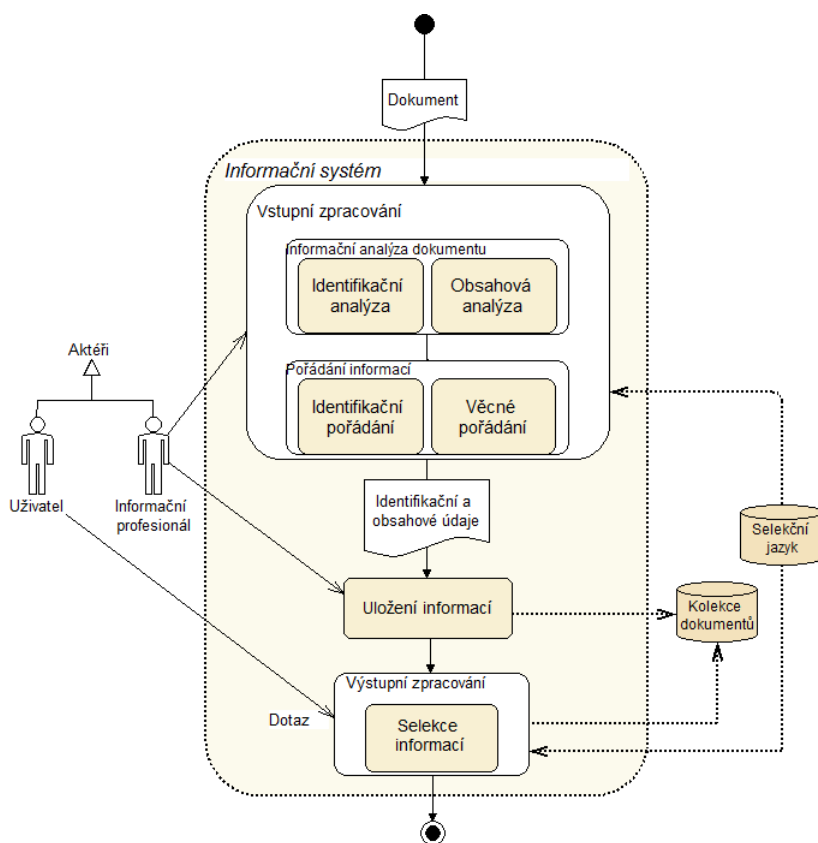 Dokument
Informační systém
Vstupní zpracování
Informační analýza dokumentu
Identifikační
analýza
Obsahová
analýza
Aktéři
Pořádání informací
Identifikační
pořádání
Věcné
pořádání
Uživatel
Informační
profesionál
Identifikační a
obsahové údaje
Selekční
jazyk
Uložení informací
Kolekce
dokumentů
Výstupní zpracování
Dotaz
Selekce
informací